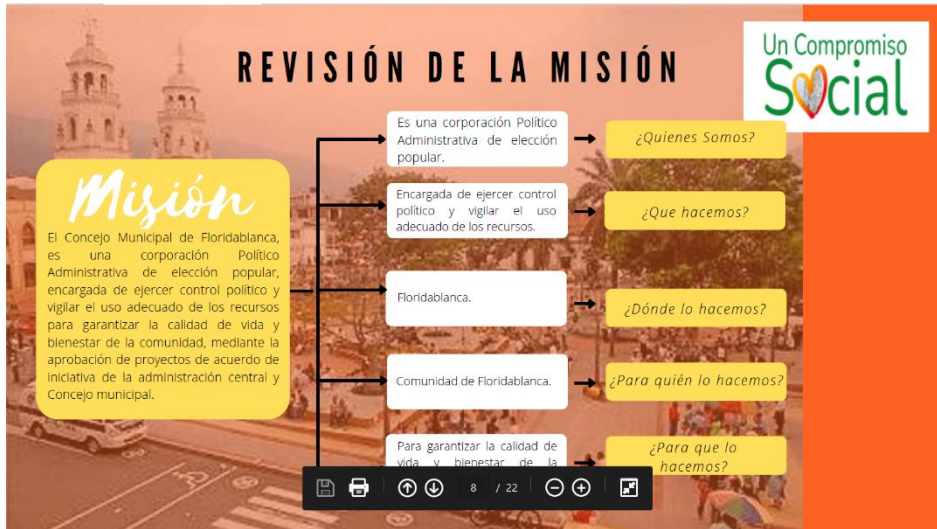 REVISIÓN DE LA MISIÓN
Un Compromiso
Social
Misión
El Concejo Municipal de Floridablanca,
es una corporación Político
Administrativa de elección popular,
encargada de ejercer control político y
vigilar el uso adecuado de los recursos
para garantizar la calidad de vida y
bienestar de la comunidad, mediante la
aprobación de proyectos de acuerdo de
iniciativa de la administración central y
Concejo municipal.
Es una corporación Político
Administrativa de elección
popular.
¿Quienes Somos?
Encargada de ejercer control
político y vigilar el uso
adecuado de los recursos.
¿Que hacemos?
Floridablanca.
¿Dónde lo hacemos?
Comunidad de Floridablanca.
¿Para quién lo hacemos?
Para garantizar la calidad de
vida y bienestar de la
¿Para que lo
hacemos?
8 / 22